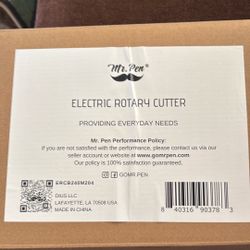 Mr. Pen®
ELECTRIC ROTARY CUTTER
PROVIDING EVERYDAY NEEDS
Mr. Pen Performance Policy:
If you are not satisfied with the performance, please contact us via our
seller account or website at www.gomrpen.com
Our policy is 100% satisfaction guaranteed.
GOMR.PEN
ERCB240M204
DIUS LLC
LAFAYETTE, LA 70508 USA
MADE IN CHINA
8 40316 90378 3